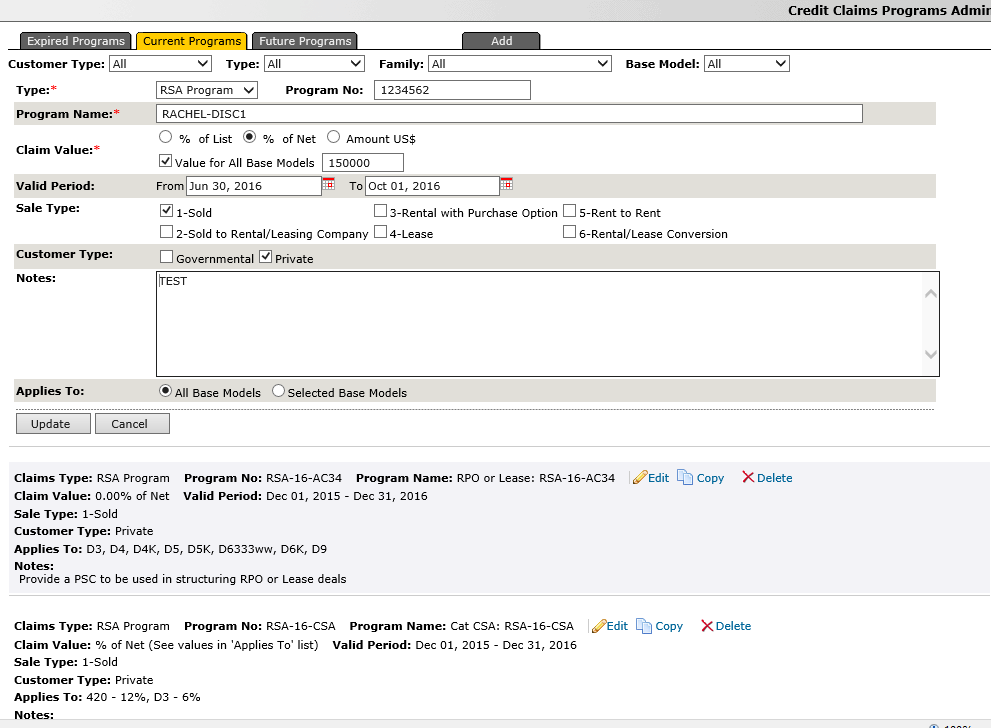 Credit Claims Programs Admin
Expired Programs Current Programs Future Programs Add
Customer Type: All Type: All Family: All Base Model: All
Type:* RSA Program Program No: 1234562
Program Name:* RACHEL-DISC1
Claim Value:* % of List % of Net Amount US$
Value for All Base Models 150000
Valid Period: From Jun 30, 2016 To Oct 01, 2016
Sale Type: 1-Sold 3-Rental with Purchase Option 5-Rent to Rent
2-Sold to Rental/Leasing Company 4-Lease 6-Rental/Lease Conversion
Customer Type: Governmental Private
Notes: TEST
Applies To: All Base Models Selected Base Models
Update Cancel
Claims Type: RSA Program Program No: RSA-16-AC34 Program Name: RPO or Lease: RSA-16-AC34 Edit Copy Delete
Claim Value: 0.00% of Net Valid Period: Dec 01, 2015 - Dec 31, 2016
Sale Type: 1-Sold
Customer Type: Private
Applies To: D3, D4, D4K, D5, D5K, D6333ww, D6K, D9
Notes:
Provide a PSC to be used in structuring RPO or Lease deals
Claims Type: RSA Program Program No: RSA-16-CSA Program Name: Cat CSA: RSA-16-CSA Edit Copy Delete
Claim Value: % of Net (See values in 'Applies To' list) Valid Period: Dec 01, 2015 - Dec 31, 2016
Sale Type: 1-Sold
Customer Type: Private
Applies To: 420 - 12%, D3 - 6%
Notes: